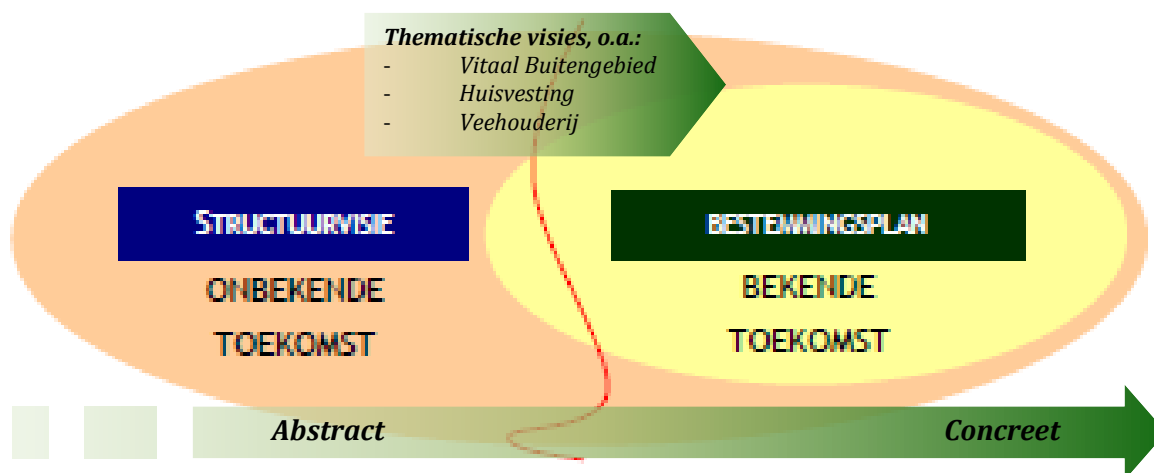 Thematische visies, o.a.:
- Vitaal Buitengebied
- Huisvesting
- Veehouderij
STRUCTUURVISIE
ONBEKENDE
TOEKOMST
BESTEMMINGSPLAN
BEKENDE
TOEKOMST
Abstract
Concreet